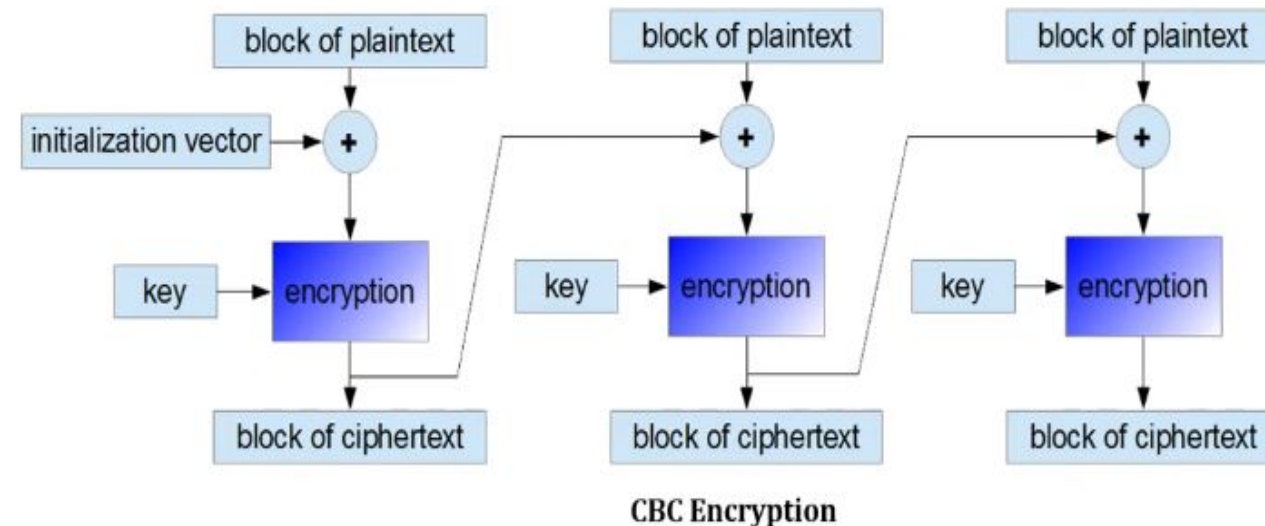 block of plaintext
block of plaintext
block of plaintext
initialization vector
+
+
+
key
encryption
key
encryption
key
encryption
block of ciphertext
block of ciphertext
block of ciphertext
CBC Encryption